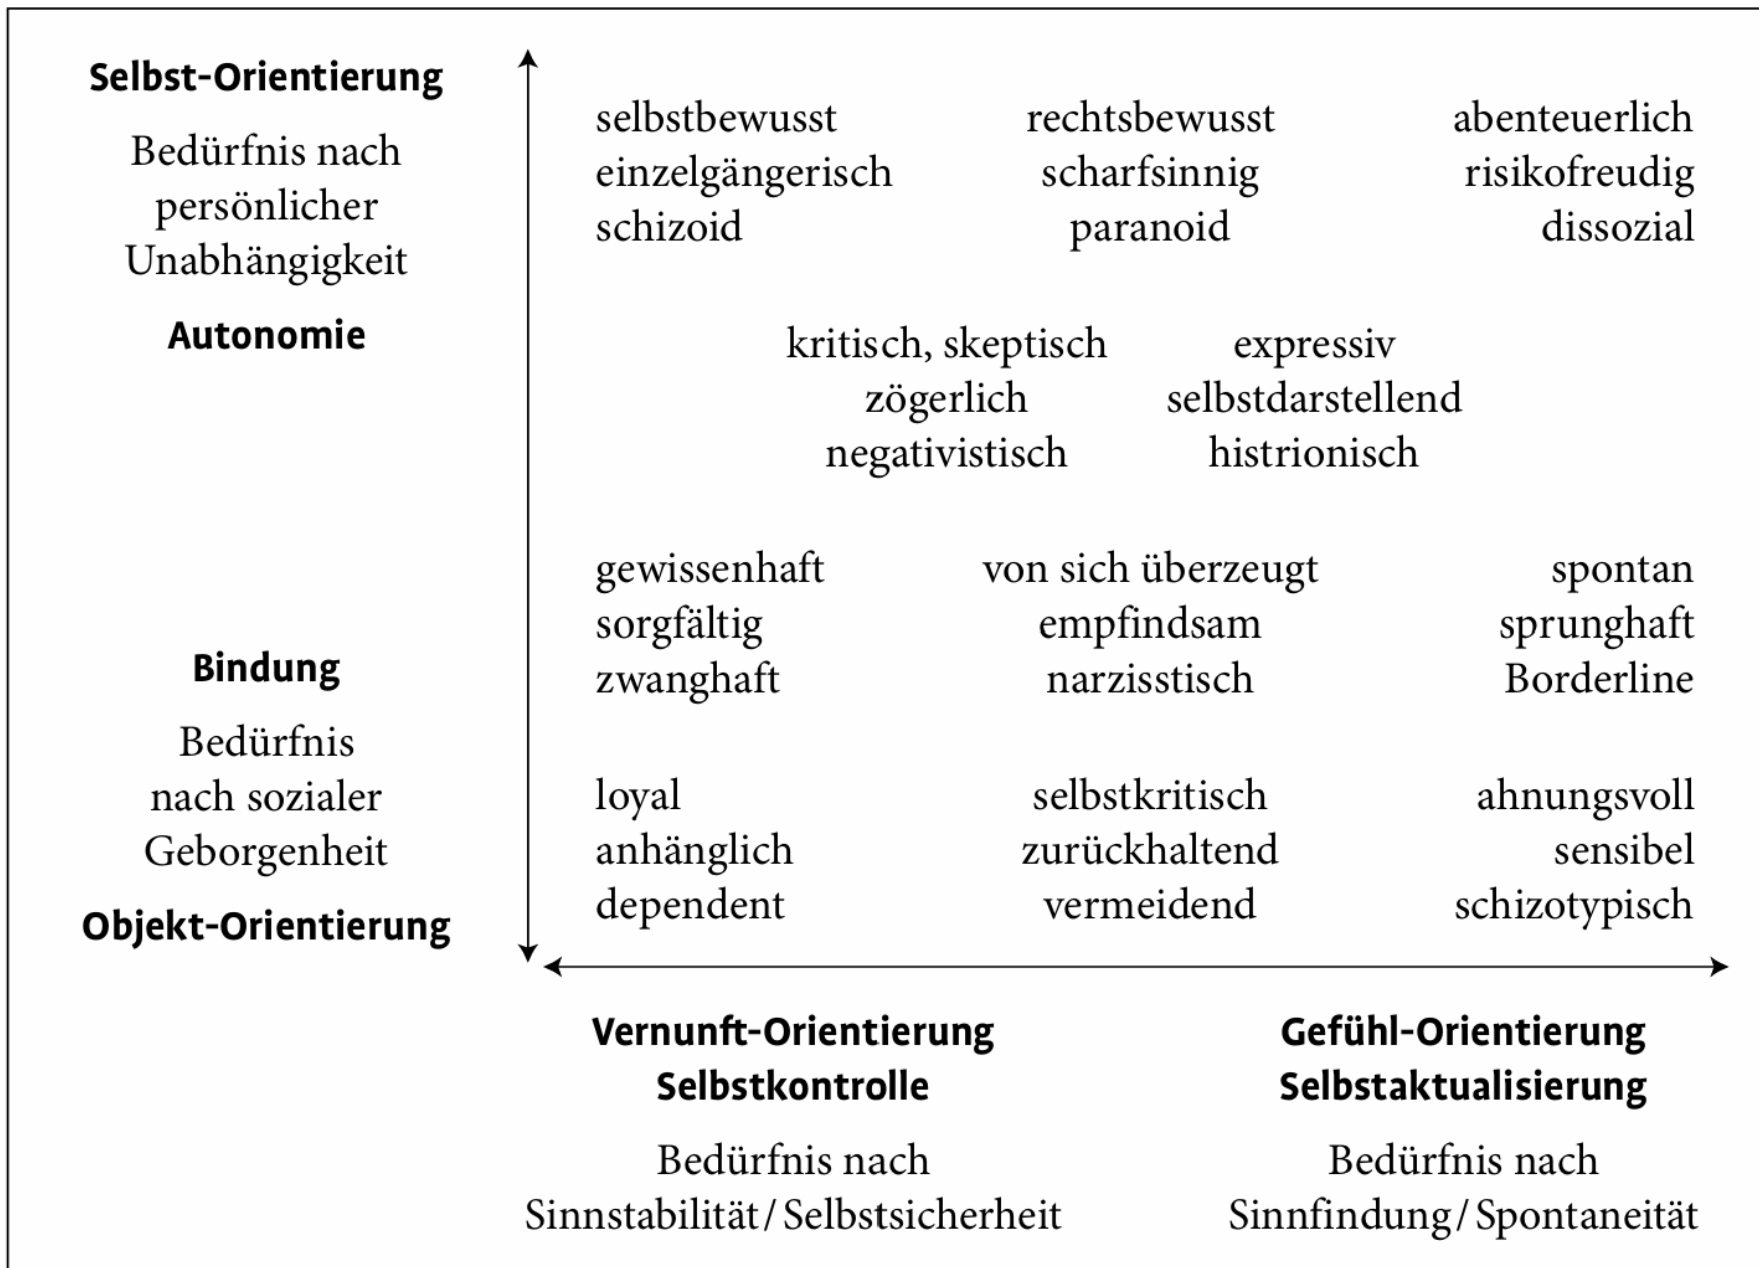 Selbst-Orientierung
Bedürfnis nach
persönlicher
Unabhängigkeit
Autonomie
Bindung
Bedürfnis
nach sozialer
Geborgenheit
Objekt-Orientierung
selbstbewusst rechtsbewusst abenteuerlich
einzelgängerisch scharfsinnig risikofreudig
schizoid paranoid dissozial
kritisch, skeptisch expressiv
zögerlich selbstdarstellend
negativistisch histrionisch
gewissenhaft von sich überzeugt spontan
sorgfältig empfindsam sprunghaft
zwanghaft narzisstisch Borderline
loyal selbstkritisch ahnungsvoll
anhänglich zurückhaltend sensibel
dependent vermeidend schizotypisch
Vernunft-Orientierung Gefühl-Orientierung
Selbstkontrolle Selbstaktualisierung
Bedürfnis nach Bedürfnis nach
Sinnstabilität/Selbstsicherheit Sinnfindung/Spontaneität